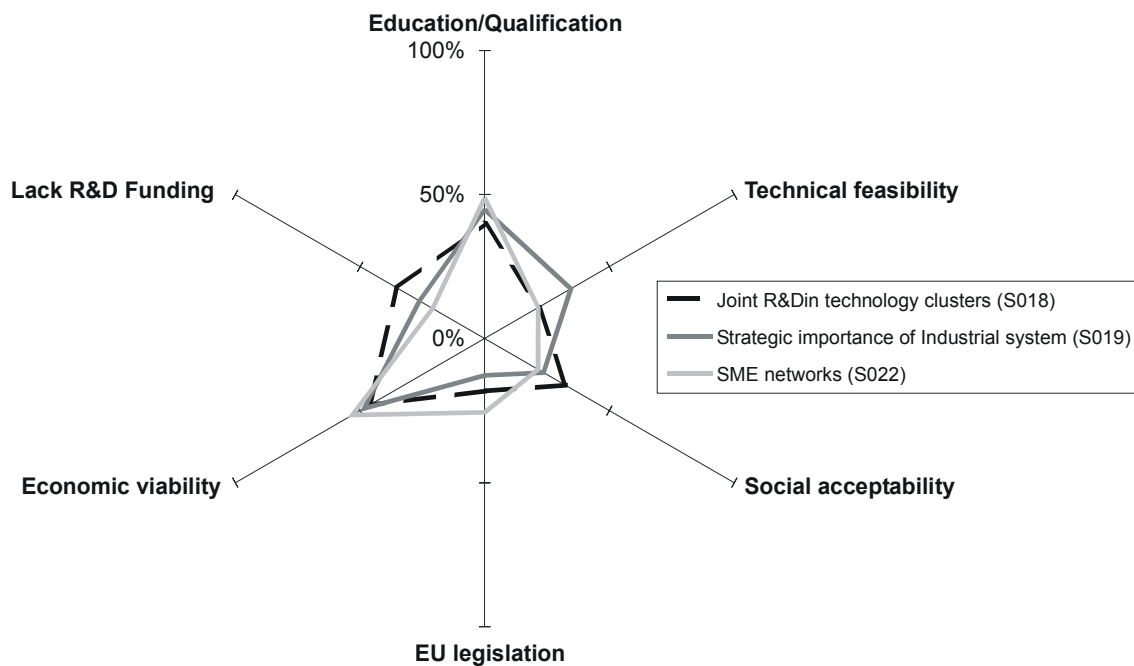 Education/Qualification
100%
Lack R&D Funding
50%
Technical feasibility
Joint R&Din technology clusters (S018)
0%
Strategic importance of Industrial system (S019)
SME networks (S022)
Economic viability
Social acceptability
EU legislation